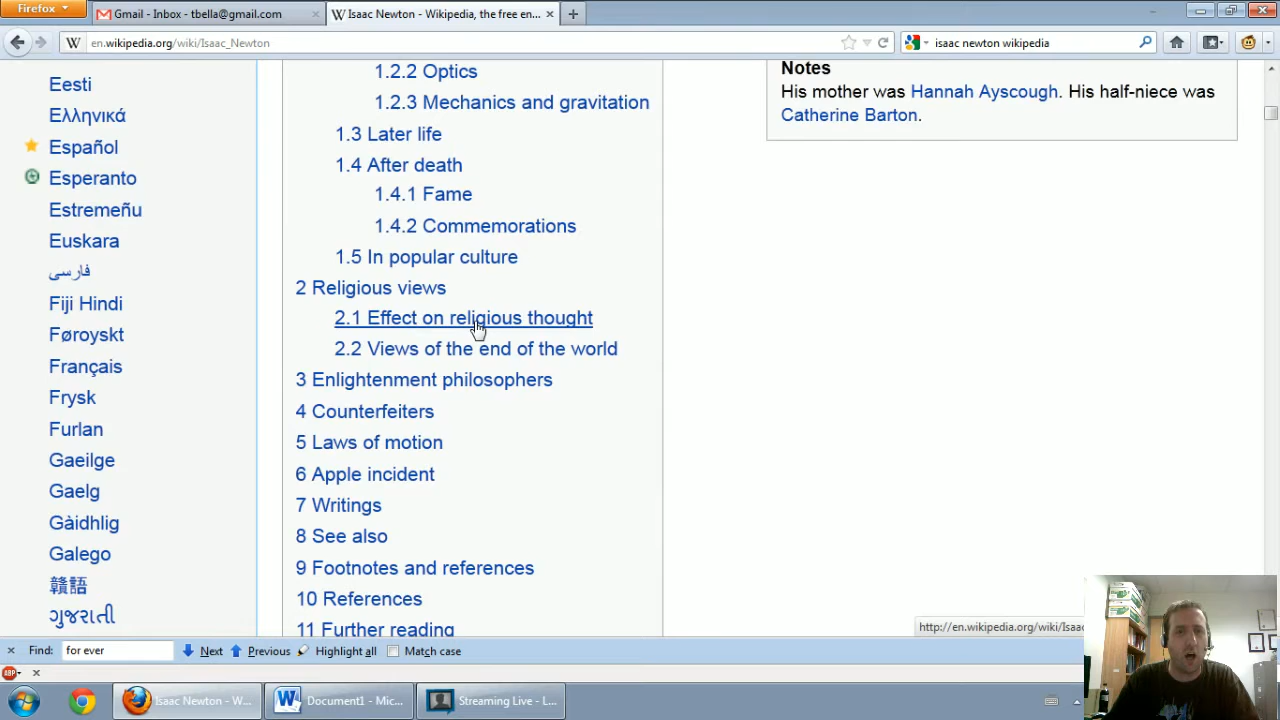 Firefox
Gmail - Inbox - tbella@gmail.com
Isaac Newton - Wikipedia, the free en...
en.wikipedia.org/wiki/Isaac_Newton
isaac newton wikipedia
Eesti
Ελληνικά
Español
Esperanto
Estremeñu
Euskara
فارسی
Fiji Hindi
Føroyskt
Français
Frysk
Furlan
Gaeilge
Gaelg
Gàidhlig
Galego
贛語
ગુજરાતી
1.2.2 Optics
1.2.3 Mechanics and gravitation
1.3 Later life
1.4 After death
1.4.1 Fame
1.4.2 Commemorations
1.5 In popular culture
2 Religious views
2.1 Effect on religious thought
2.2 Views of the end of the world
3 Enlightenment philosophers
4 Counterfeiters
5 Laws of motion
6 Apple incident
7 Writings
8 See also
9 Footnotes and references
10 References
11 Further reading
Notes
His mother was Hannah Ayscough. His half-niece was
Catherine Barton.
http://en.wikipedia.org/wiki/Isaac
Find: for ever Next Previous Highlight all Match case
ABP
Isaac Newton - W...
Document1 - Mic...
Streaming Live - L...